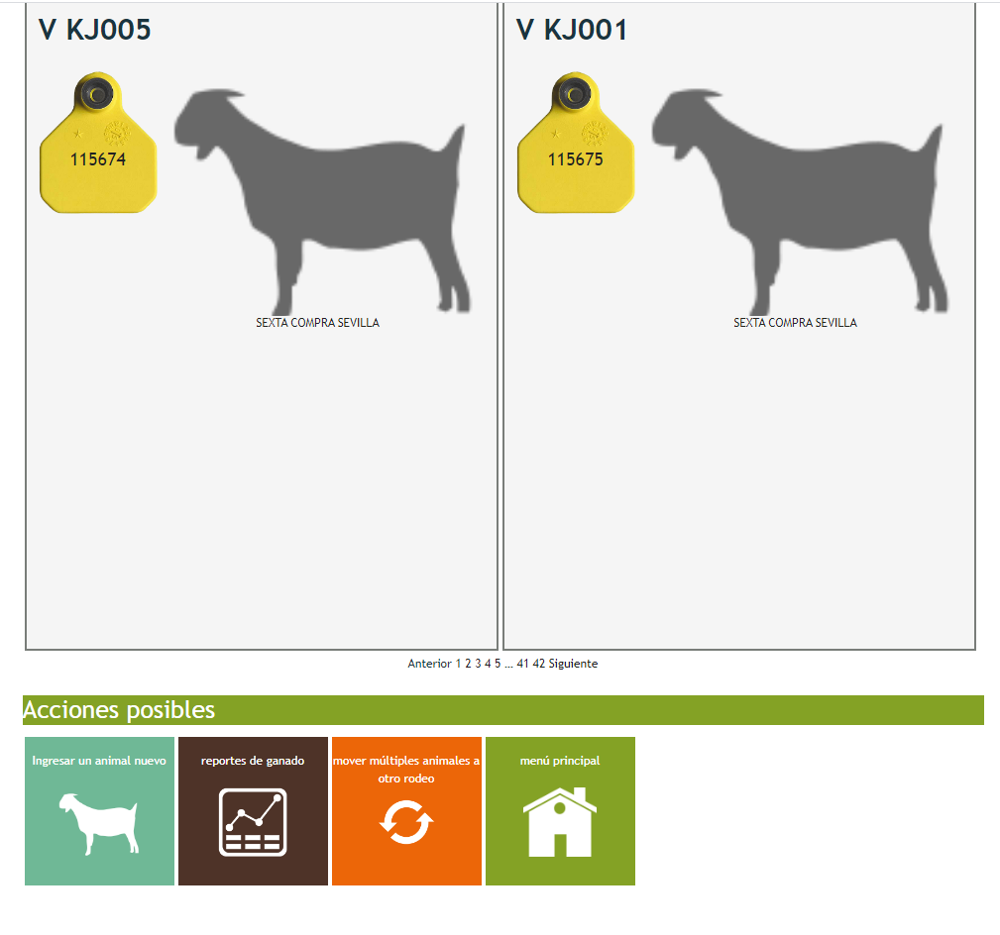 V KJ005
V KJ001
115674
115675
SEXTA COMPRA SEVILLA
SEXTA COMPRA SEVILLA
Anterior 1 2 3 4 5 ... 41 42 Siguiente
Acciones posibles
Ingresar un animal nuevo
reportes de ganado
mover múltiples animales a
otro rodeo
menú principal